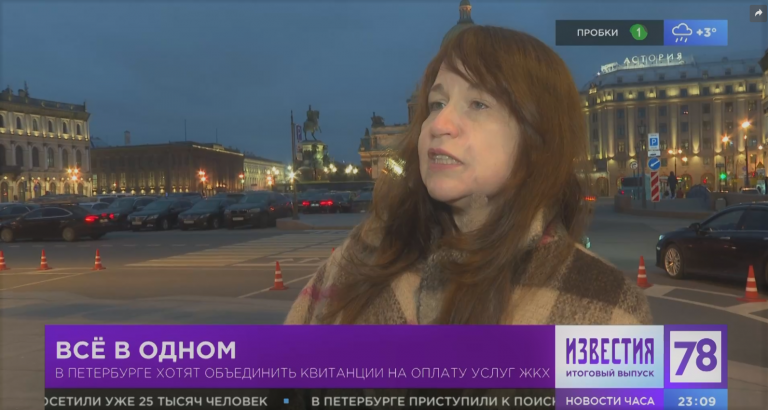 ПРОБКИ 1 +3°
АСТОРИЯ
P
ВСЁ В ОДНОМ
В ПЕТЕРБУРГЕ ХОТЯТ ОБЪЕДИНИТЬ КВИТАНЦИИ НА ОПЛАТУ УСЛУГ ЖКХ
ИЗВЕСТИЯ
ИТОГОВЫЙ ВЫПУСК
78
ОСЕТИЛИ УЖЕ 25 ТЫСЯЧ ЧЕЛОВЕК ▪ В ПЕТЕРБУРГЕ ПРИСТУПИЛИ К ПОИСК
НОВОСТИ ЧАСА 23:09